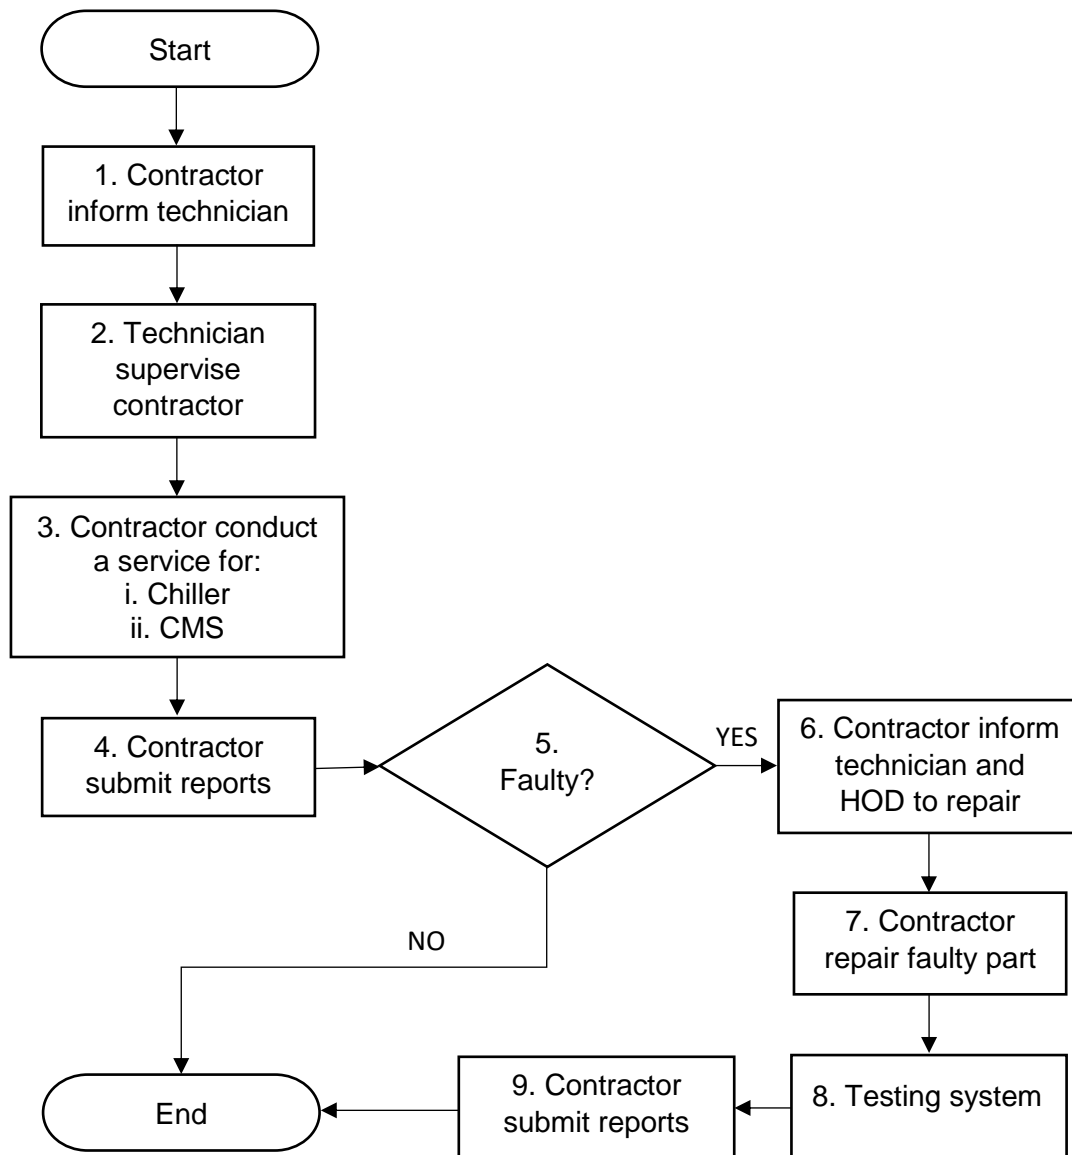 Start
1. Contractor
inform technician
2. Technician
supervise
contractor
3. Contractor conduct
a service for:
i. Chiller
ii. CMS
4. Contractor
submit reports
5.
Faulty?
YES
6. Contractor inform
technician and
HOD to repair
7. Contractor
repair faulty part
NO
8. Testing system
9. Contractor
submit reports
End